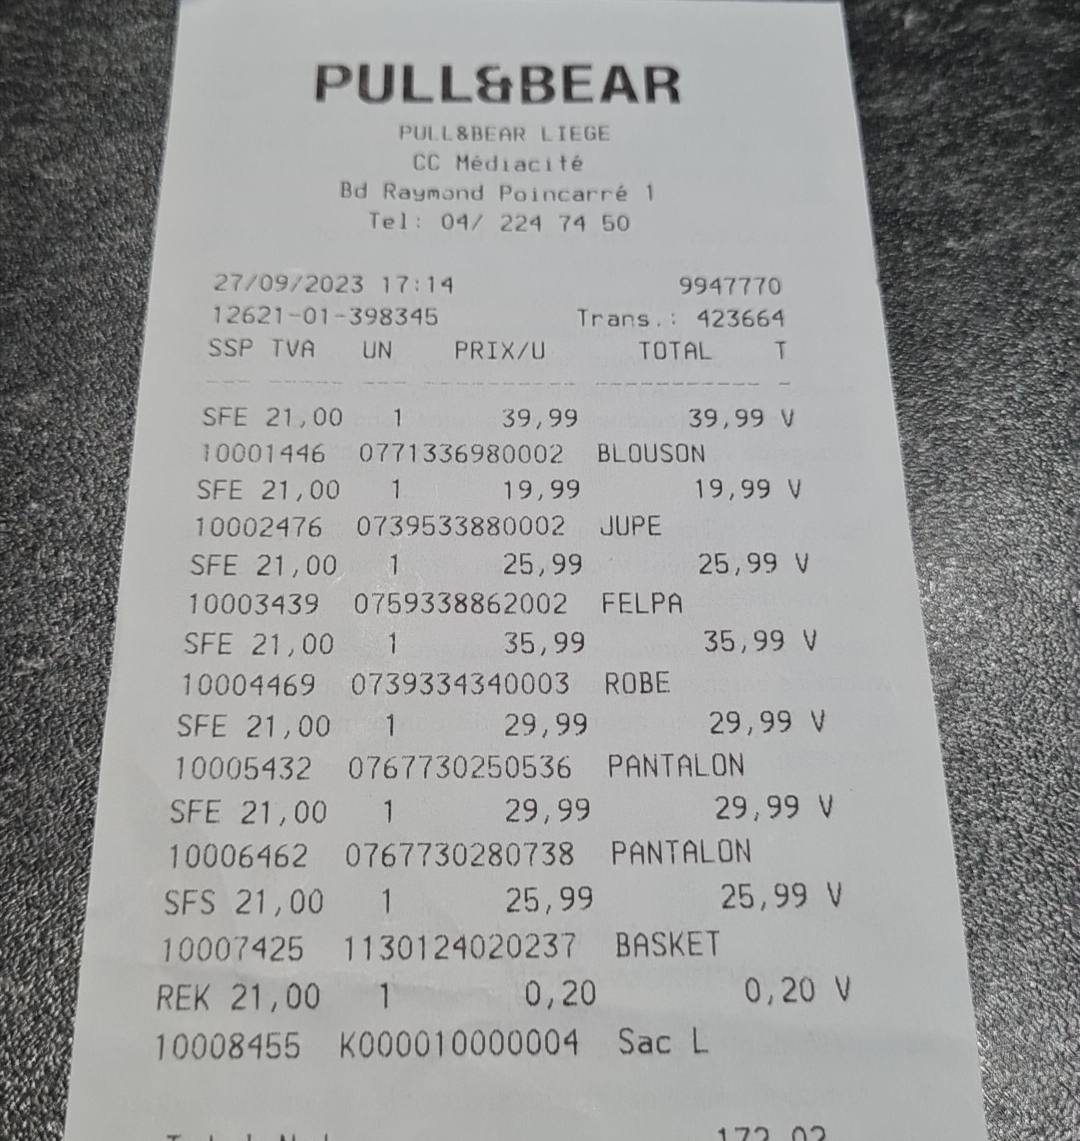 PULL&BEAR
PULL&BEAR LIEGE
CC Médiacité
Bd Raymond Poincarré 1
Tel: 04/ 224 74 50
27/09/2023 17:14 9947770
12621-01-398345 Trans.: 423664
SSP TVA UN PRIX/U TOTAL T
--- ----- --- ----------- ----------- -
SFE 21,00 1 39,99 39,99 V
10001446 0771336980002 BLOUSON
SFE 21,00 1 19,99 19,99 V
10002476 0739533880002 JUPE
SFE 21,00 1 25,99 25,99 V
10003439 0759338862002 FELPA
SFE 21,00 1 35,99 35,99 V
10004469 0739334340003 ROBE
SFE 21,00 1 29,99 29,99 V
10005432 0767730250536 PANTALON
SFE 21,00 1 29,99 29,99 V
10006462 0767730280738 PANTALON
SFS 21,00 1 25,99 25,99 V
10007425 1130124020237 BASKET
REK 21,00 1 0,20 0,20 V
10008455 K000010000004 Sac L